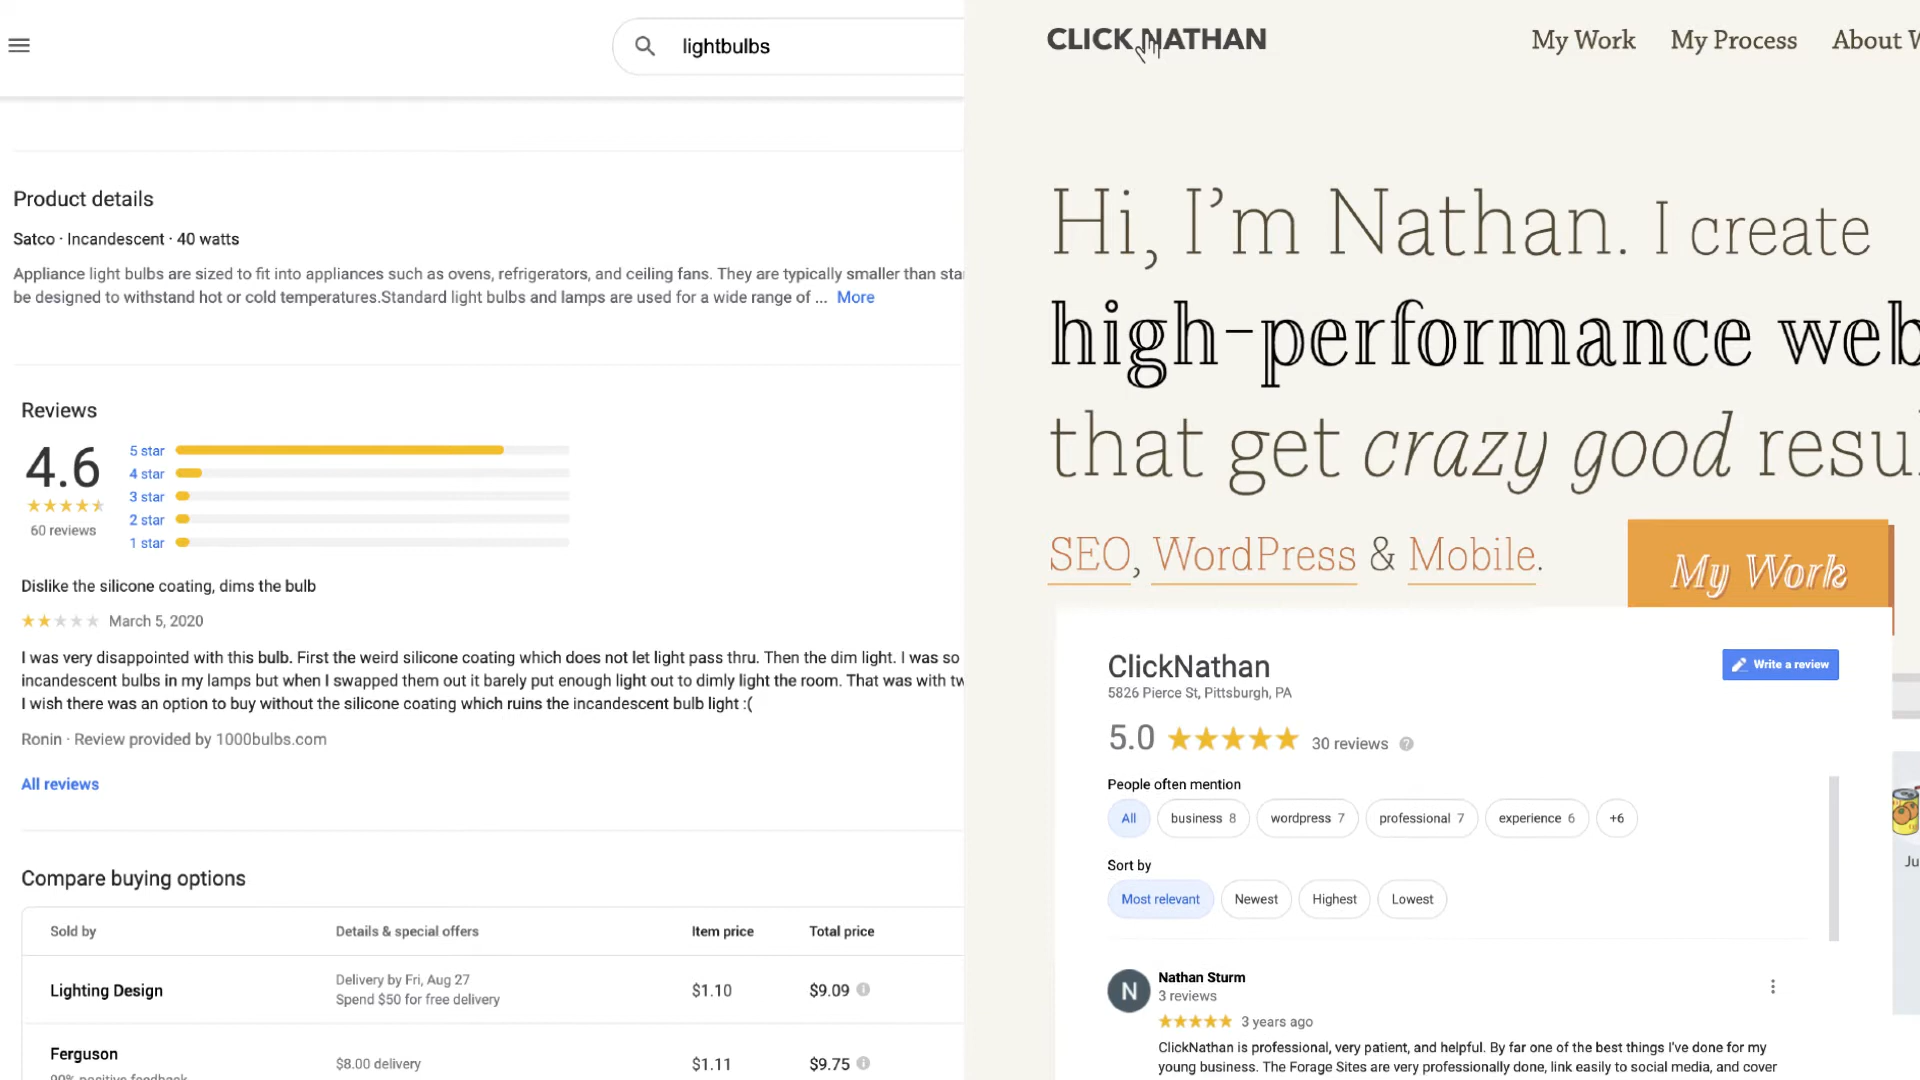 lightbulbs
Product details
Satco · Incandescent · 40 watts
Appliance light bulbs are sized to fit into appliances such as ovens, refrigerators, and ceiling fans. They are typically smaller than
be designed to withstand hot or cold temperatures.Standard light bulbs and lamps are used for a wide range of ... More
Reviews
4.6
60 reviews
5 star
4 star
3 star
2 star
1 star
Dislike the silicone coating, dims the bulb
March 5, 2020
I was very disappointed with this bulb. First the weird silicone coating which does not let light pass thru. Then the dim light. I was so
incandescent bulbs in my lamps but when I swapped them out it barely put enough light out to dimly light the room. That was with
I wish there was an option to buy without the silicone coating which ruins the incandescent bulb light :(
Ronin · Review provided by 1000bulbs.com
All reviews
Compare buying options
Sold by Details & special offers Item price Total price
Lighting Design Delivery by Fri, Aug 27 $1.10 $9.09
Spend $50 for free delivery
Ferguson $8.00 delivery $1.11 $9.75
CLICK NATHAN
My Work My Process About
Hi, I’m Nathan. I create
high-performance web
that get crazy good
SEO, WordPress & Mobile.
My Work
ClickNathan
Write a review
5826 Pierce St, Pittsburgh, PA
5.0 30 reviews
People often mention
All business 8 wordpress 7 professional 7 experience 6 +6
Sort by
Most relevant Newest Highest Lowest
N
Nathan Sturm
3 reviews
3 years ago
ClickNathan is professional, very patient, and helpful. By far one of the best things I've done for my
young business. The Forage Sites are very professionally done, link easily to social media, and cover